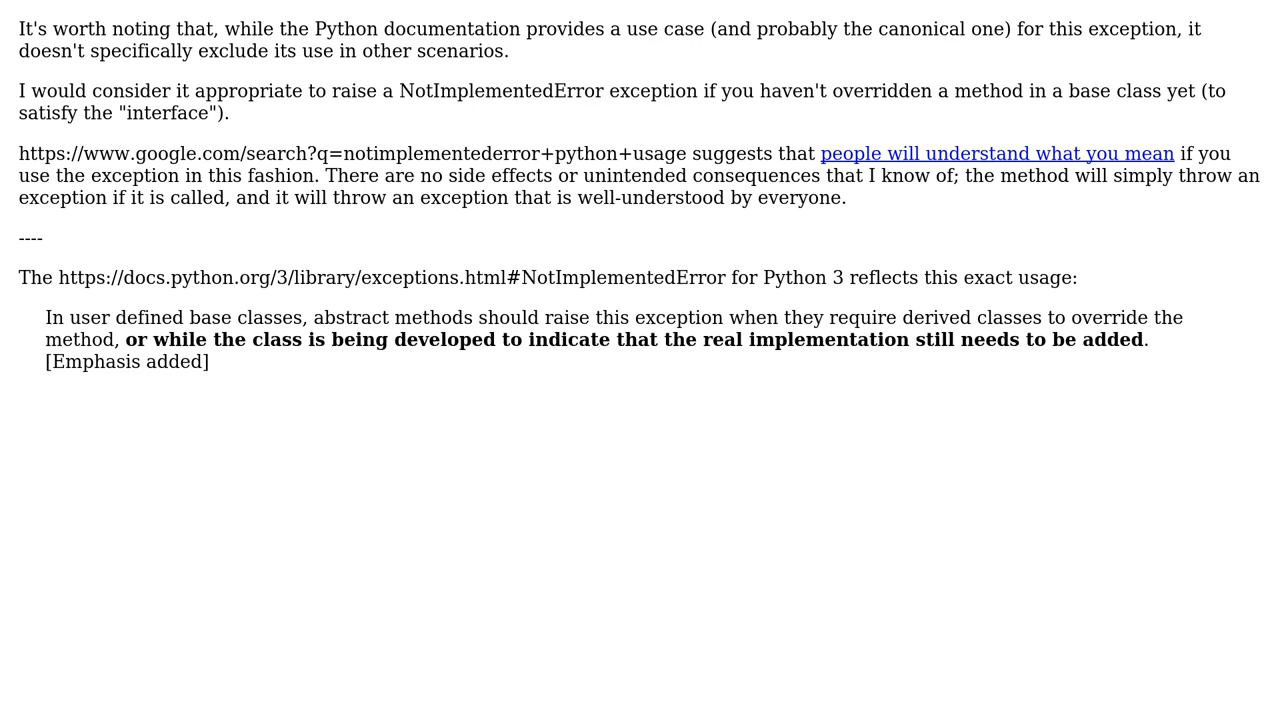 It's worth noting that, while the Python documentation provides a use case (and probably the canonical one) for this exception, it
doesn't specifically exclude its use in other scenarios.
I would consider it appropriate to raise a NotImplementedError exception if you haven't overridden a method in a base class yet (to
satisfy the "interface").
https://www.google.com/search?q=notimplementederror+python+usage suggests that people will understand what you mean if you
use the exception in this fashion. There are no side effects or unintended consequences that I know of; the method will simply throw an
exception if it is called, and it will throw an exception that is well-understood by everyone.
----
The https://docs.python.org/3/library/exceptions.html#NotImplementedError for Python 3 reflects this exact usage:
In user defined base classes, abstract methods should raise this exception when they require derived classes to override the
method, or while the class is being developed to indicate that the real implementation still needs to be added.
[Emphasis added]